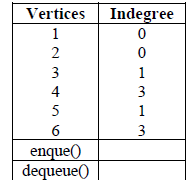 Vertices Indegree
1 0
2 0
3 1
4 3
5 1
6 3
enque()
dequeue()